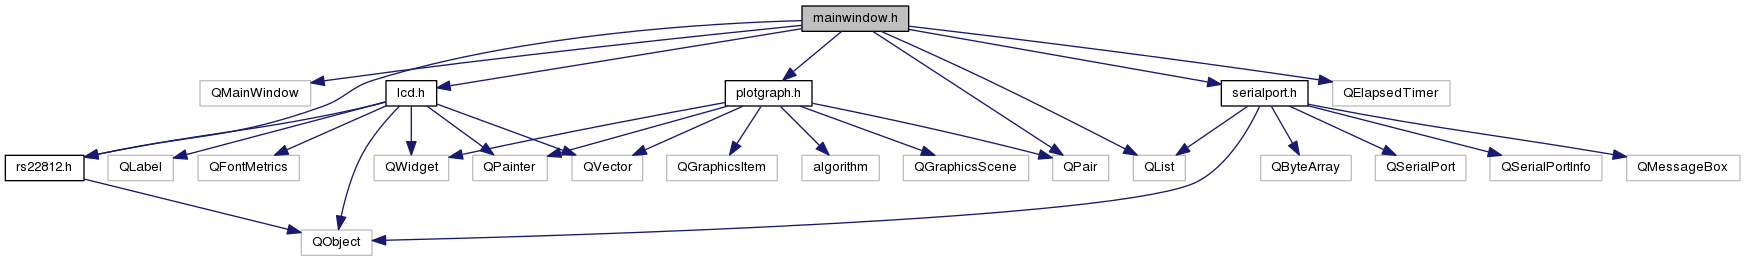 mainwindow.h
QMainWindow
lcd.h
plotgraph.h
serialport.h
QElapsedTimer
rs22812.h
QLabel
QFontMetrics
QWidget
QPainter
QVector
QGraphicsItem
algorithm
QGraphicsScene
QPair
QList
QByteArray
QSerialPort
QSerialPortInfo
QMessageBox
QObject